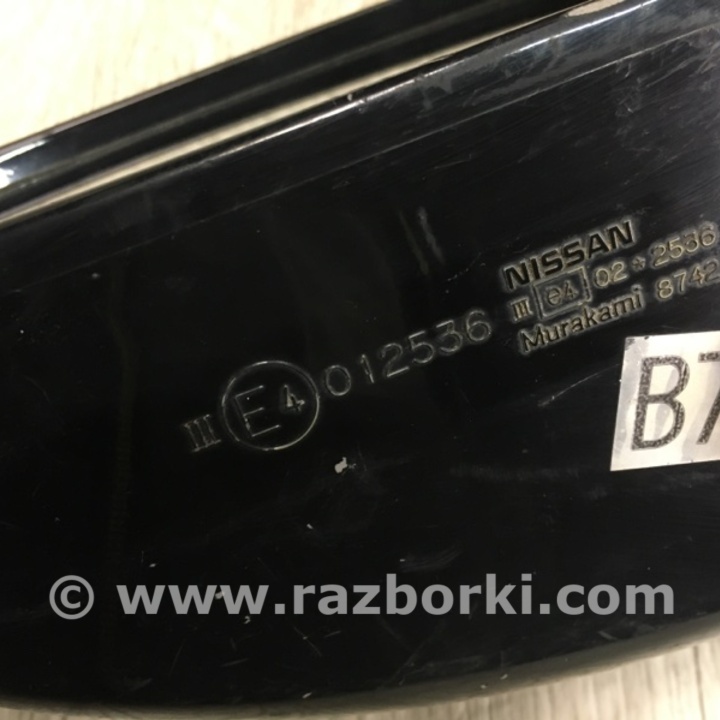 NISSAN
III e4 02 * 2536
Murakami 8742
III E4 012536
B7
© www.razborki.com